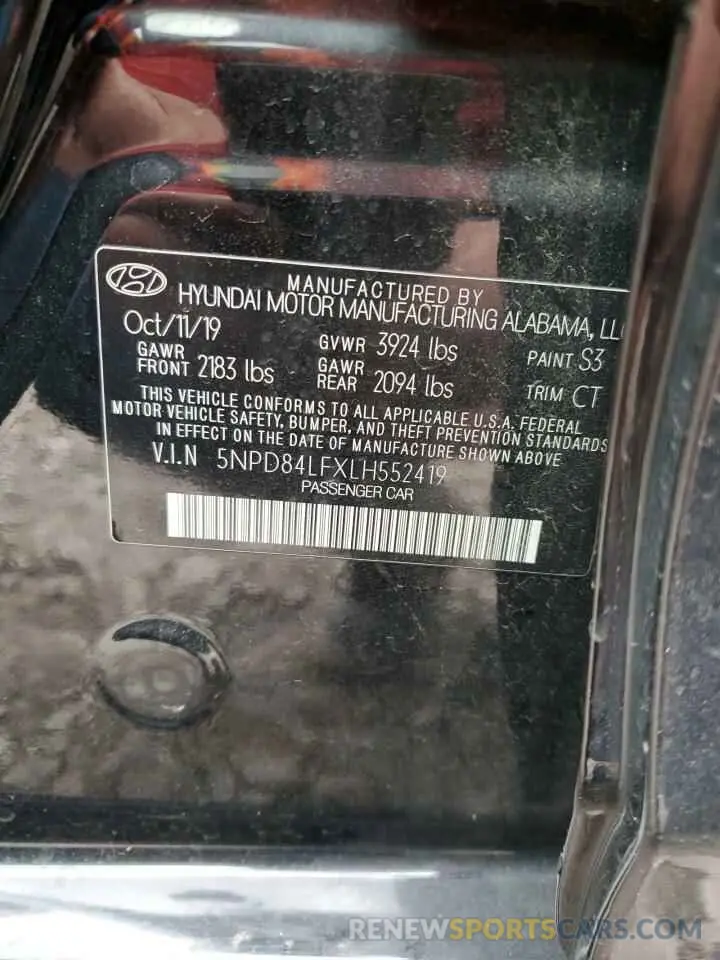 MANUFACTURED BY
HYUNDAI MOTOR MANUFACTURING ALABAMA, LLC
Oct/11/19 GVWR 3924 lbs PAINT S3
GAWR FRONT 2183 lbs GAWR REAR 2094 lbs TRIM CT
THIS VEHICLE CONFORMS TO ALL APPLICABLE U.S.A. FEDERAL
MOTOR VEHICLE SAFETY, BUMPER, AND THEFT PREVENTION STANDARDS
IN EFFECT ON THE DATE OF MANUFACTURE SHOWN ABOVE
V.I.N 5NPD84LFXLH552419
PASSENGER CAR
RENEWSPORTSCARS.COM